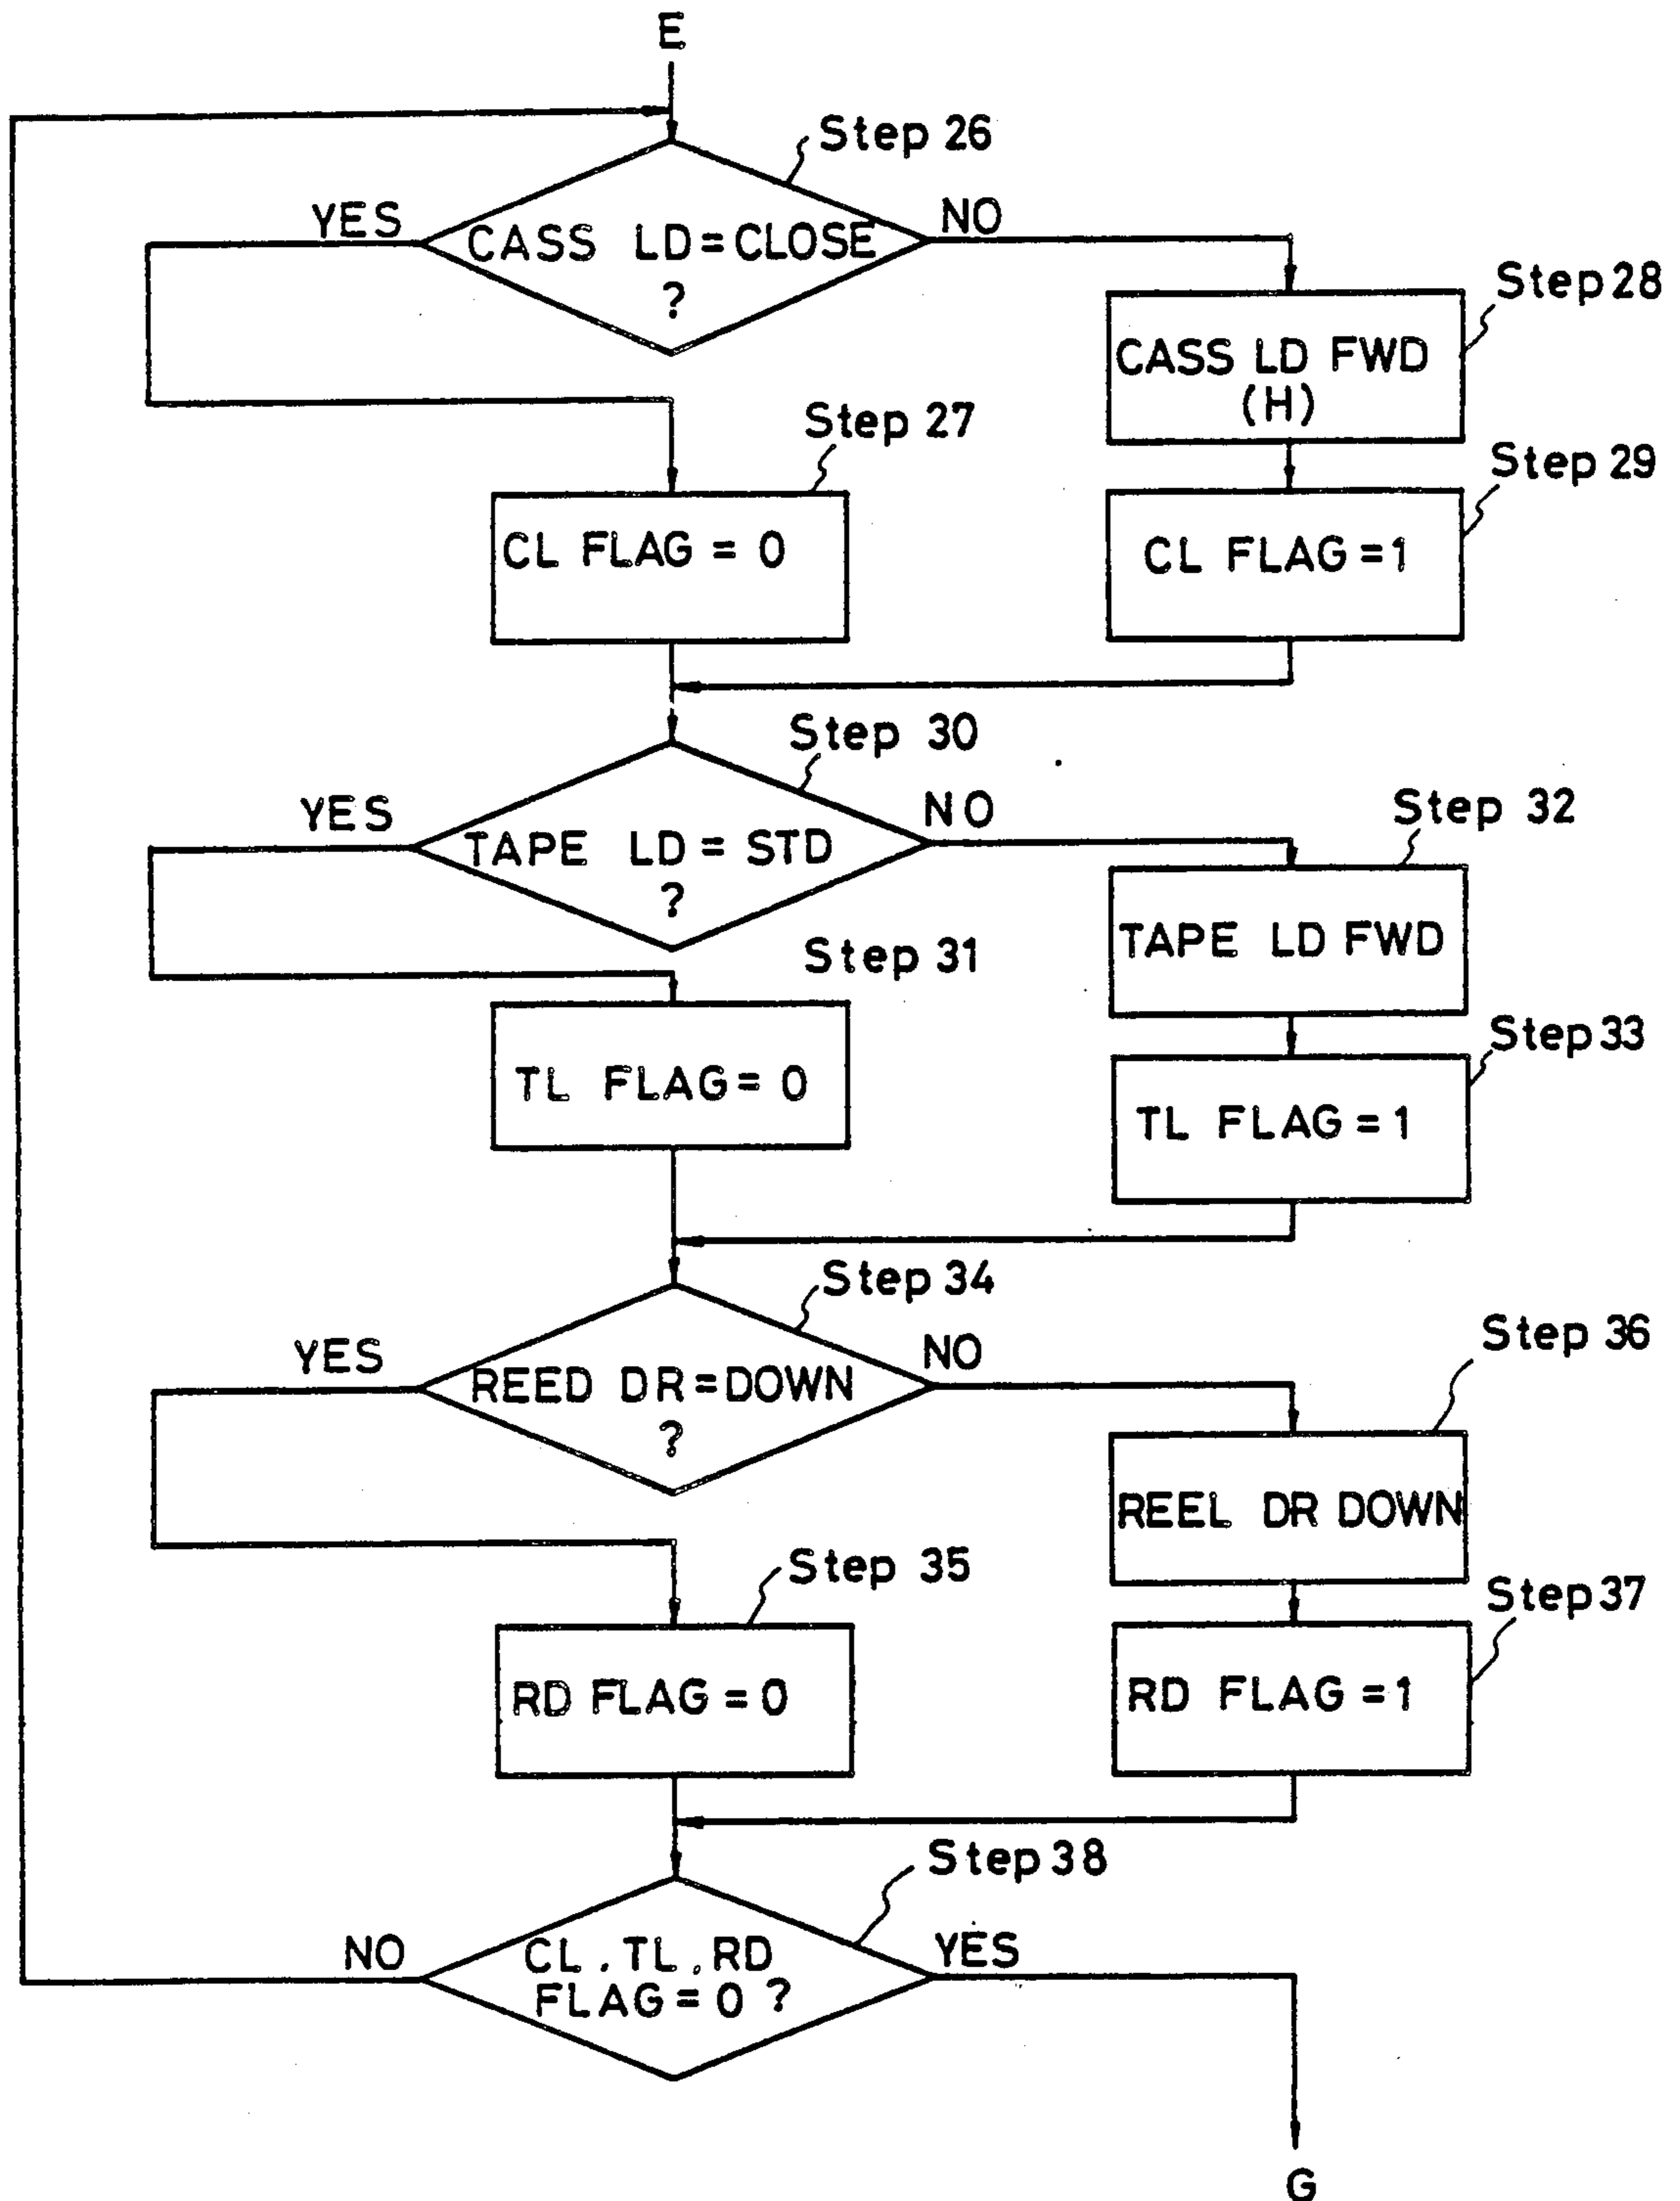 E
Step 26
YES
NO
CASS LD = CLOSE
?
Step 28
CASS LD FWD
(H)
Step 27
Step 29
CL FLAG = 0
CL FLAG = 1
Step 30
YES
NO
Step 32
TAPE LD = STD
?
TAPE LD FWD
Step 31
Step 33
TL FLAG = 0
TL FLAG = 1
Step 34
YES
NO
Step 36
REED DR = DOWN
?
REEL DR DOWN
Step 35
Step 37
RD FLAG = 0
RD FLAG = 1
Step 38
NO
YES
CL . TL . RD
FLAG = 0 ?
G